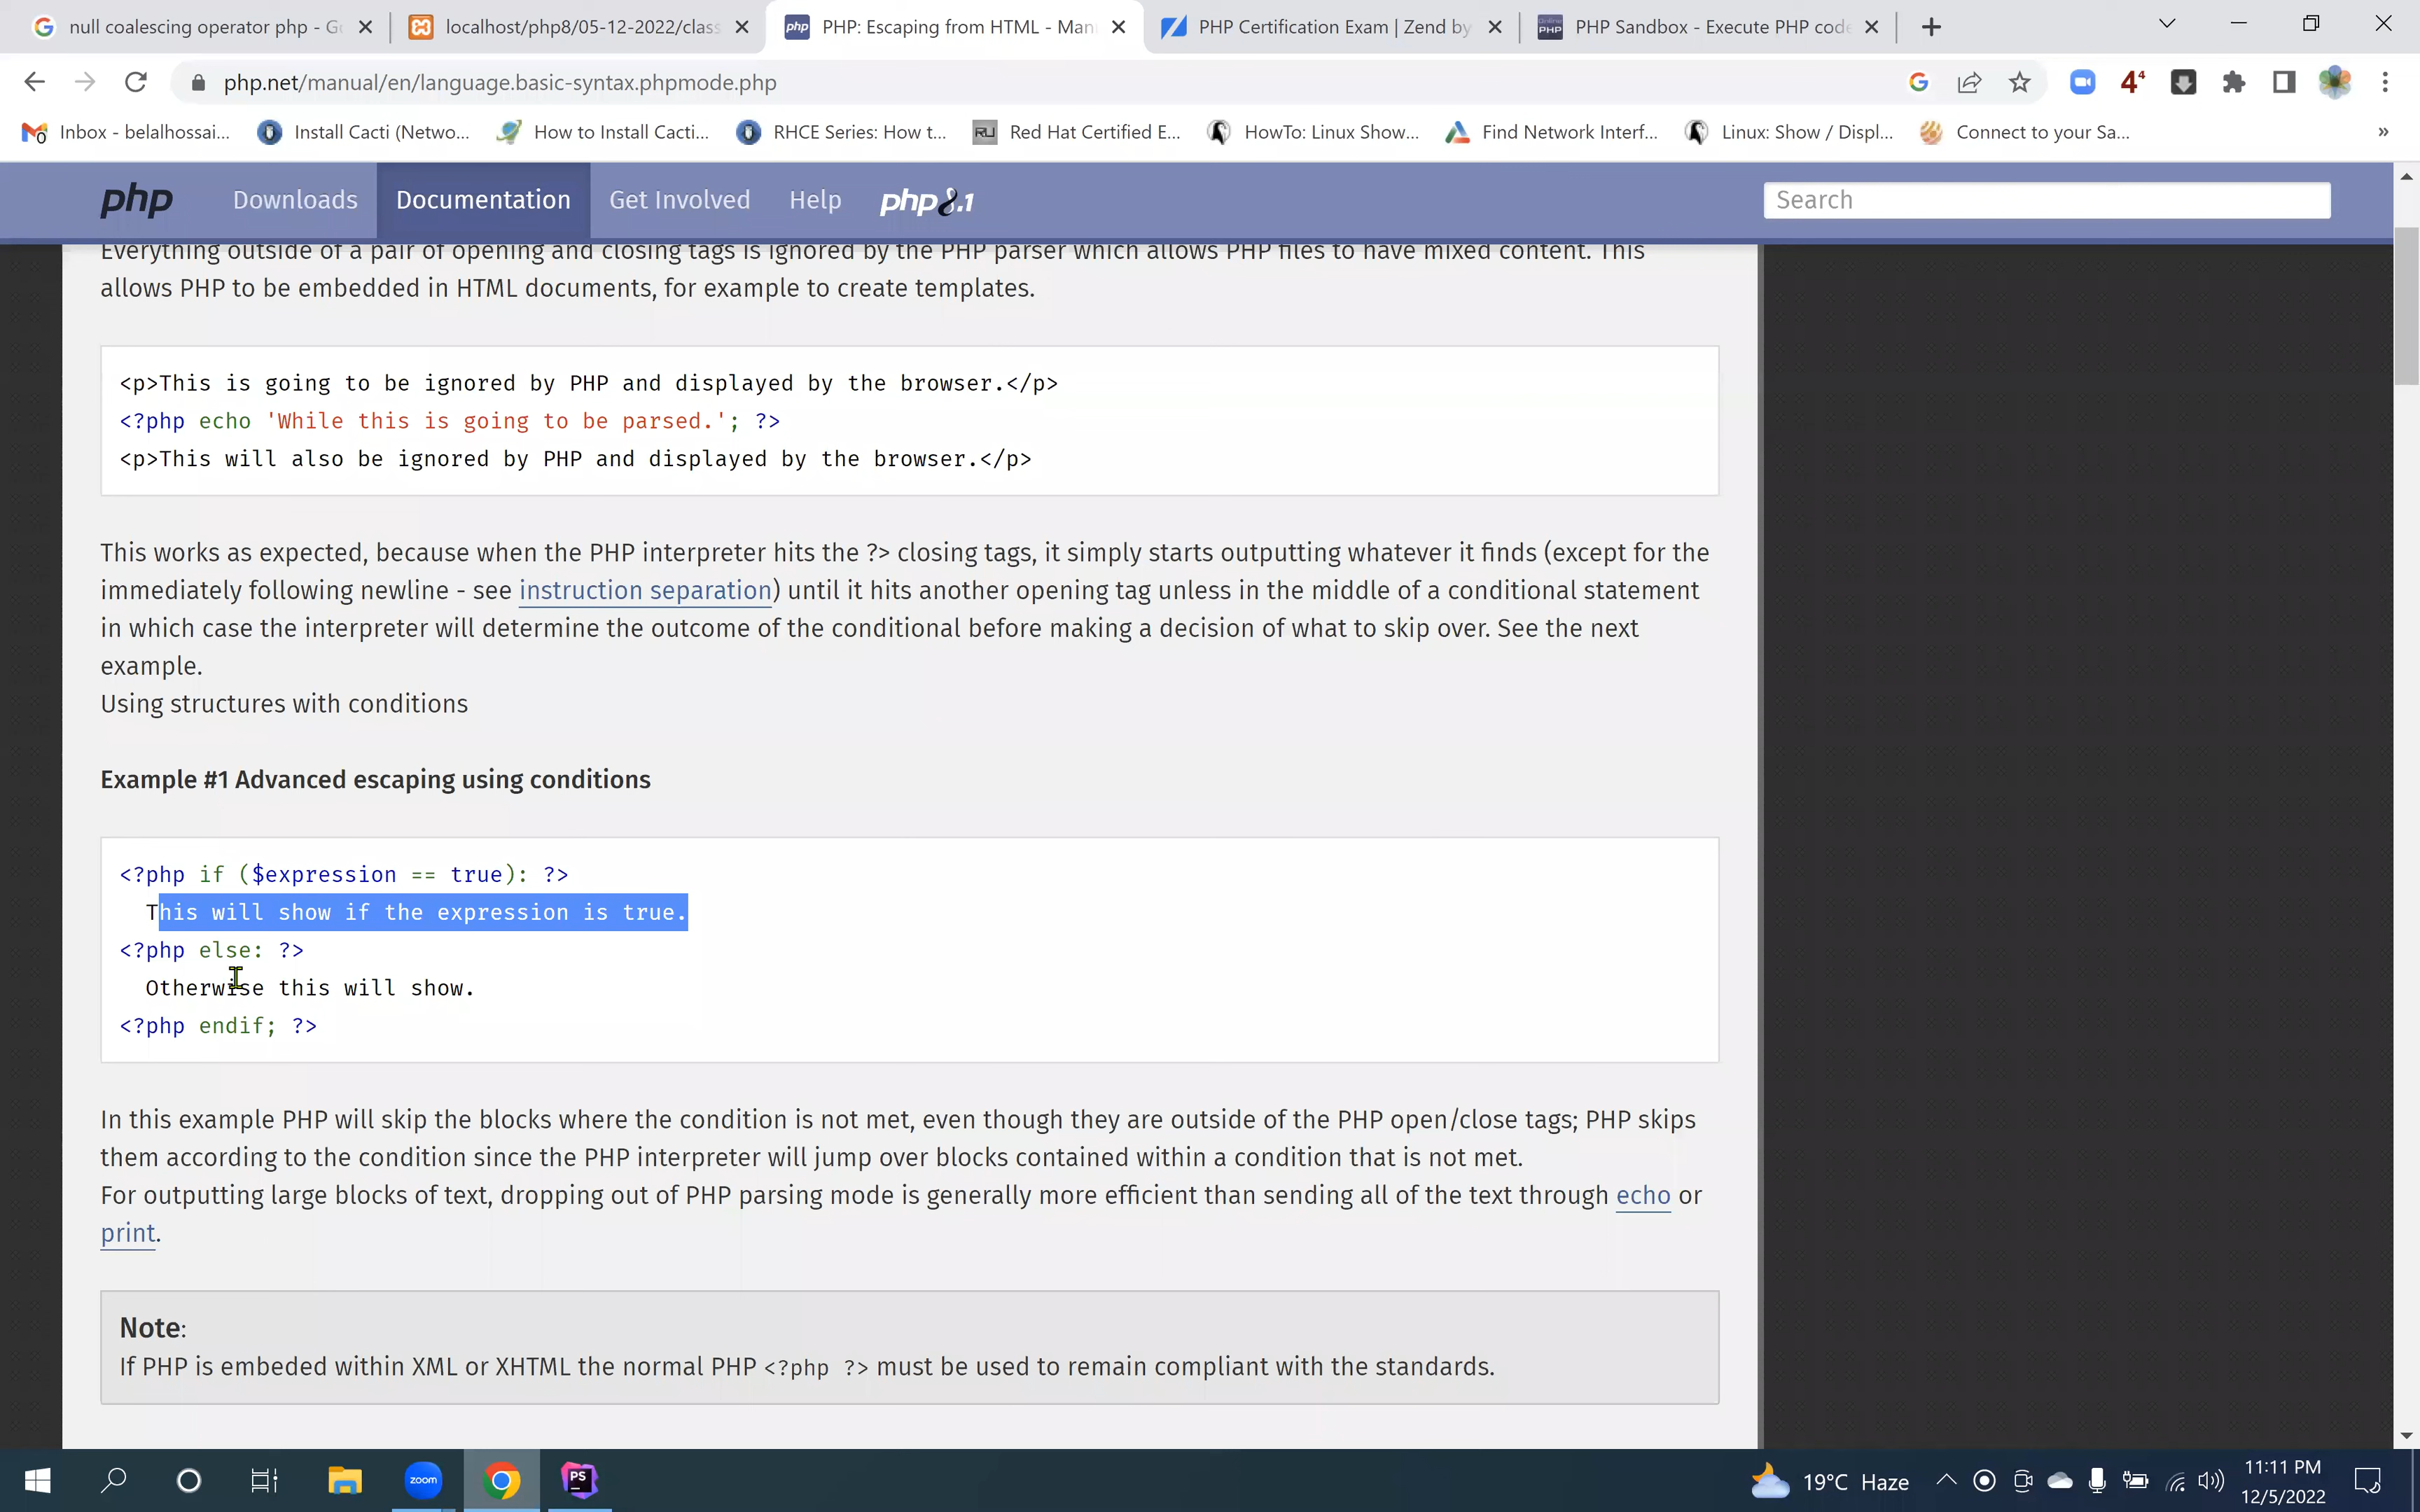 null coalescing operator php - Go
localhost/php8/05-12-2022/class
php PHP: Escaping from HTML - Man
PHP Certification Exam | Zend by
PHP Sandbox - Execute PHP code
php.net/manual/en/language.basic-syntax.phpmode.php
Inbox - belalhossai...
Install Cacti (Netwo...
How to Install Cacti...
RHCE Series: How t...
Red Hat Certified E...
HowTo: Linux Show...
Find Network Interf...
Linux: Show / Displ...
Connect to your Sa...
php Downloads Documentation Get Involved Help php8.1 Search
Everything outside of a pair of opening and closing tags is ignored by the PHP parser which allows PHP files to have mixed content. This
allows PHP to be embedded in HTML documents, for example to create templates.
<p>This is going to be ignored by PHP and displayed by the browser.</p>
<?php echo 'While this is going to be parsed.'; ?>
<p>This will also be ignored by PHP and displayed by the browser.</p>
This works as expected, because when the PHP interpreter hits the ?> closing tags, it simply starts outputting whatever it finds (except for the
immediately following newline - see instruction separation) until it hits another opening tag unless in the middle of a conditional statement
in which case the interpreter will determine the outcome of the conditional before making a decision of what to skip over. See the next
example.
Using structures with conditions
Example #1 Advanced escaping using conditions
<?php if ($expression == true): ?>
This will show if the expression is true.
<?php else: ?>
Otherwise this will show.
<?php endif; ?>
In this example PHP will skip the blocks where the condition is not met, even though they are outside of the PHP open/close tags; PHP skips
them according to the condition since the PHP interpreter will jump over blocks contained within a condition that is not met.
For outputting large blocks of text, dropping out of PHP parsing mode is generally more efficient than sending all of the text through echo or
print.
Note:
If PHP is embeded within XML or XHTML the normal PHP <?php ?> must be used to remain compliant with the standards.
zoom
PS
19°C Haze
11:11 PM
12/5/2022